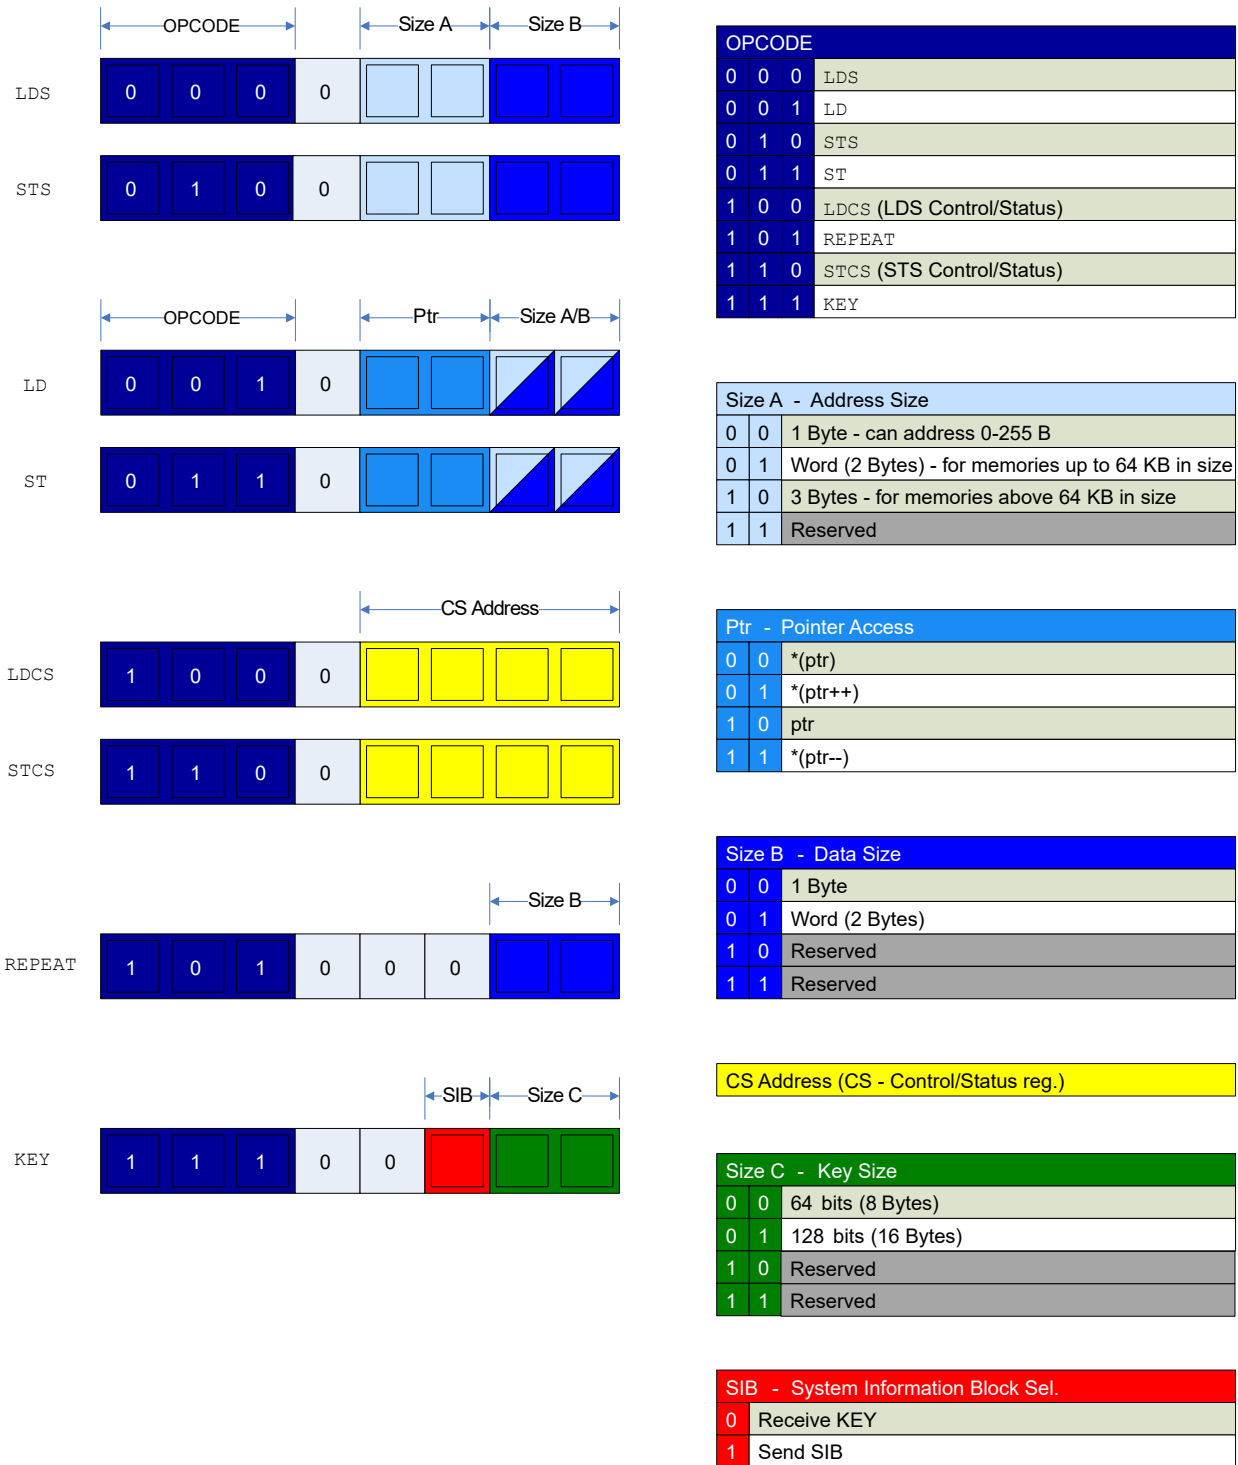 OPCODE Size A Size B
LDS 0 0 0 0
STS 0 1 0 0
OPCODE Ptr Size A/B
LD 0 0 1 0
ST 0 1 1 0
CS Address
LDCS 1 0 0 0
STCS 1 1 0 0
Size B
REPEAT 1 0 1 0 0 0
SIB Size C
KEY 1 1 1 0 0
OPCODE
0 0 0 LDS
0 0 1 LD
0 1 0 STS
0 1 1 ST
1 0 0 LDCS (LDS Control/Status)
1 0 1 REPEAT
1 1 0 STCS (STS Control/Status)
1 1 1 KEY
Size A - Address Size
0 0 1 Byte - can address 0-255 B
0 1 Word (2 Bytes) - for memories up to 64 KB in size
1 0 3 Bytes - for memories above 64 KB in size
1 1 Reserved
Ptr - Pointer Access
0 0 *(ptr)
0 1 *(ptr++)
1 0 ptr
1 1 *(ptr--)
Size B - Data Size
0 0 1 Byte
0 1 Word (2 Bytes)
1 0 Reserved
1 1 Reserved
CS Address (CS - Control/Status reg.)
Size C - Key Size
0 0 64 bits (8 Bytes)
0 1 128 bits (16 Bytes)
1 0 Reserved
1 1 Reserved
SIB - System Information Block Sel.
0 Receive KEY
1 Send SIB